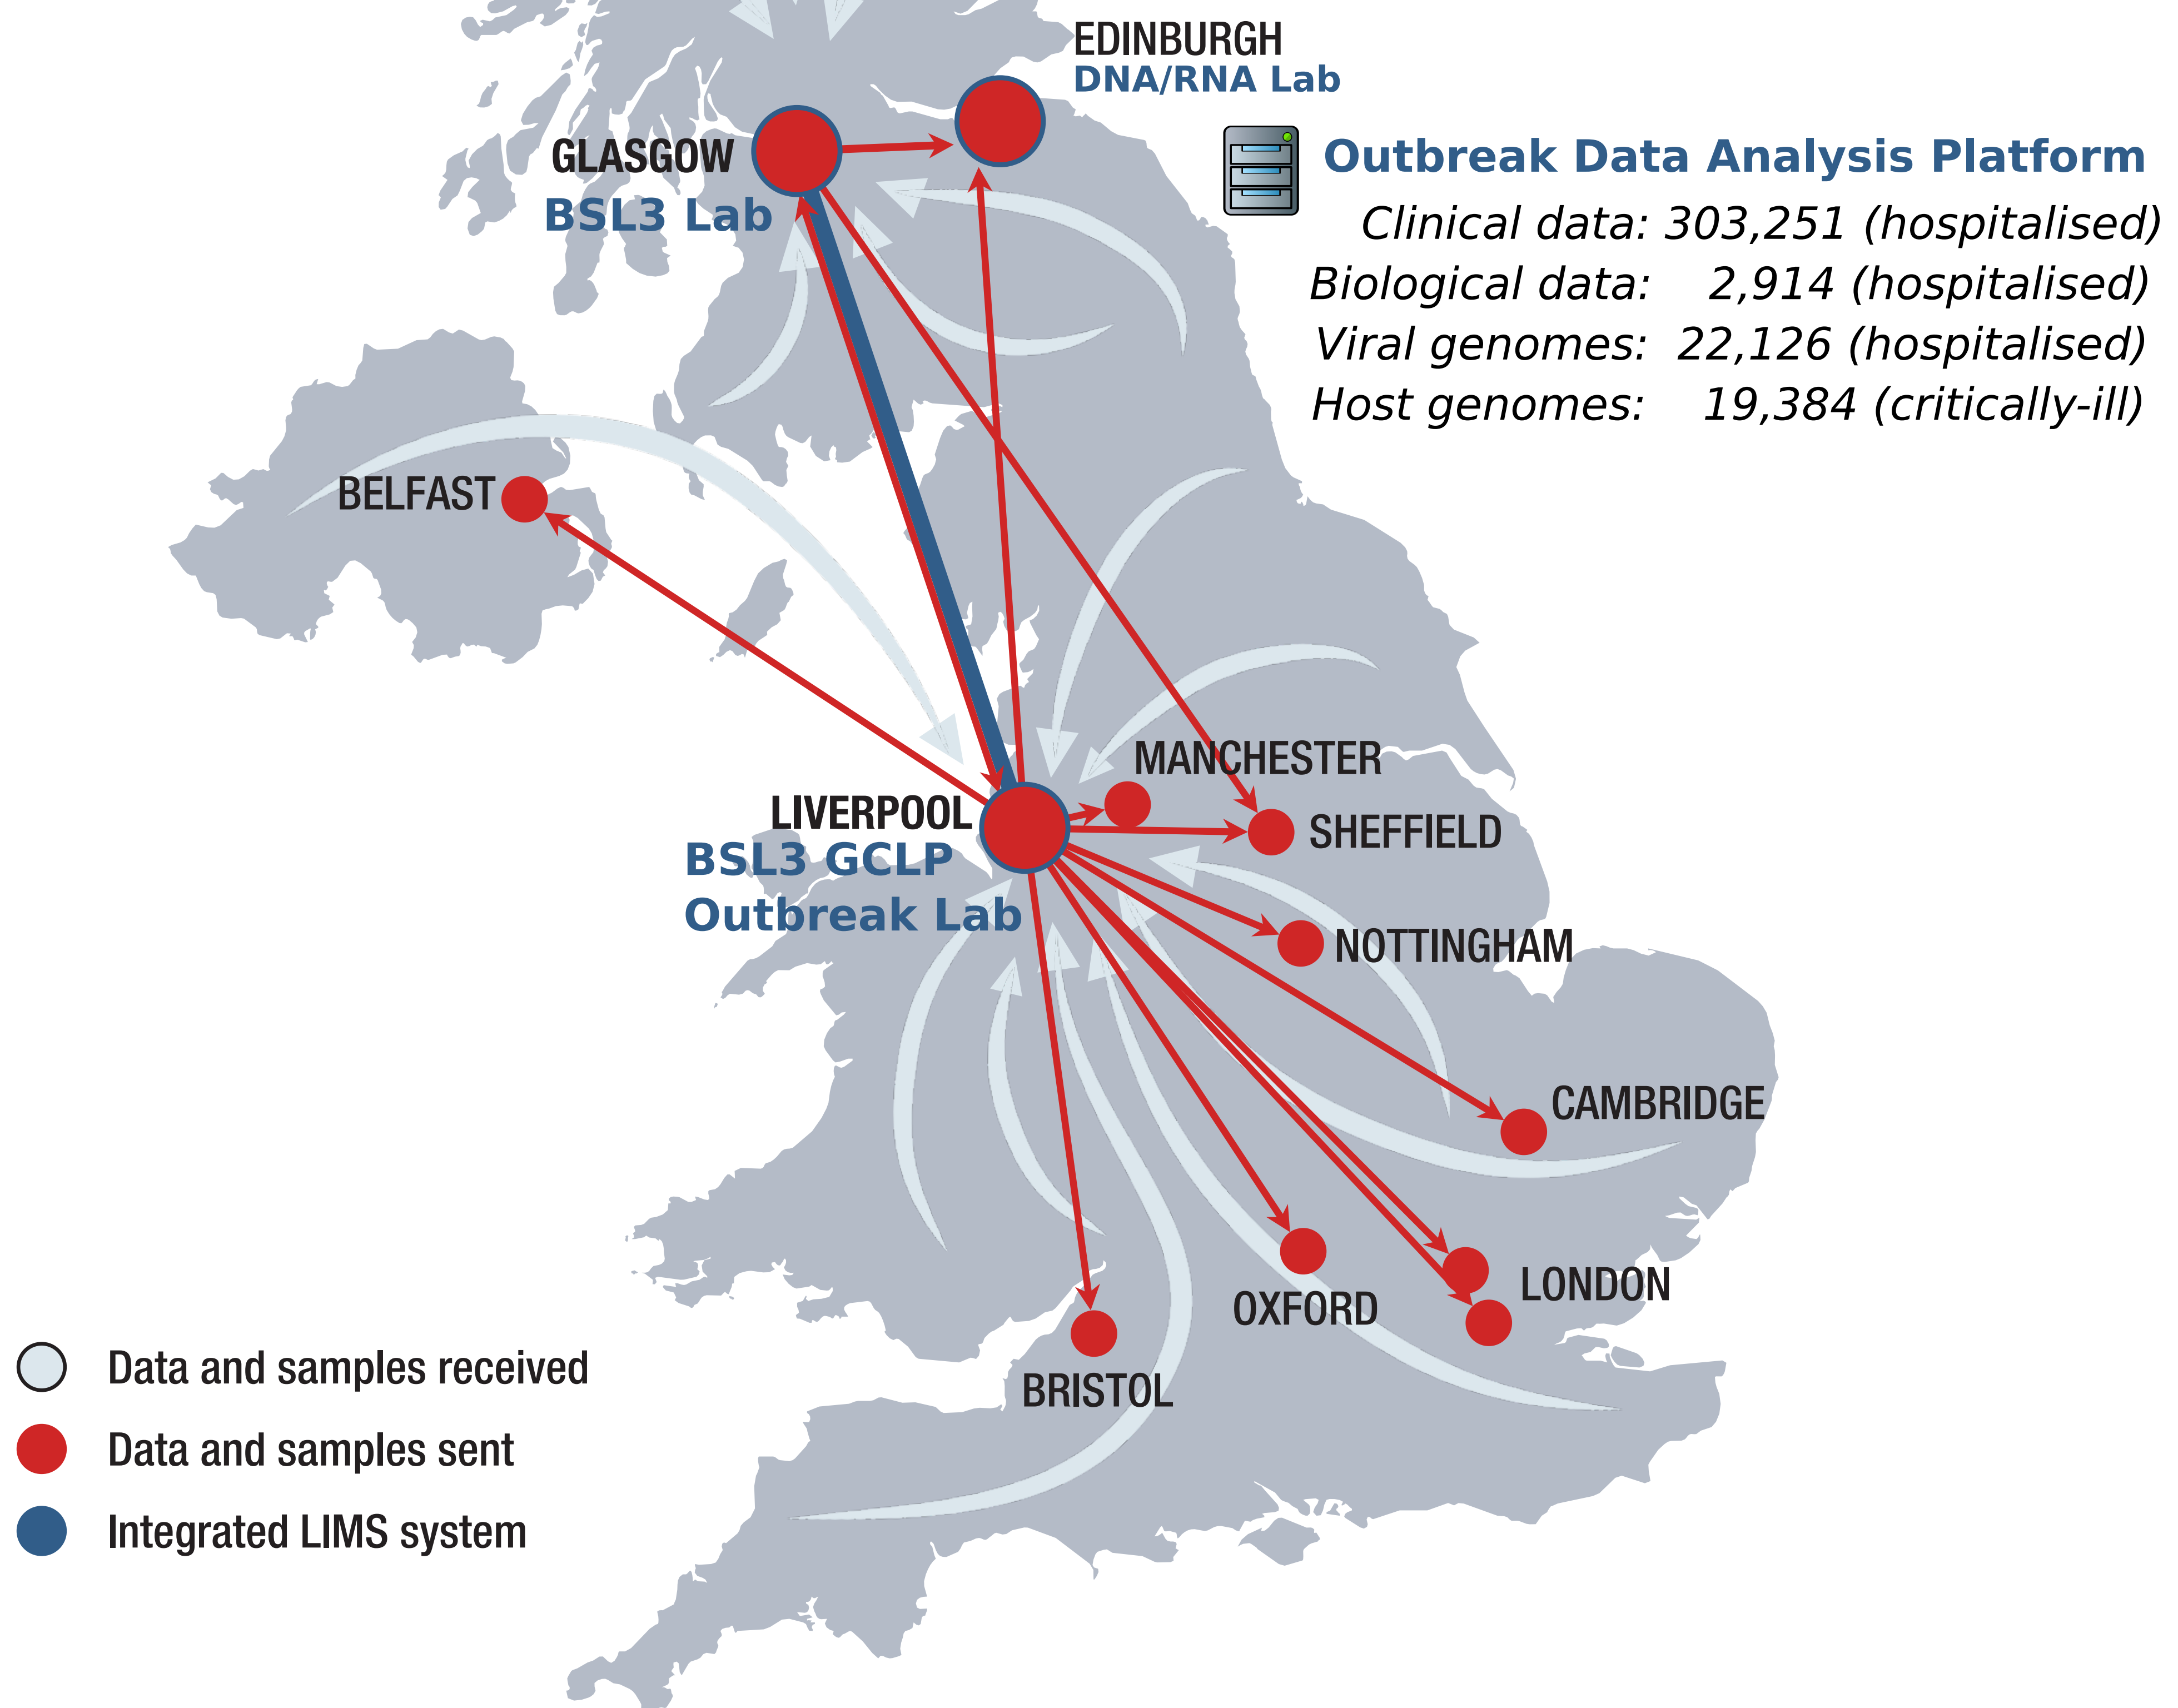 EDINBURGH
DNA/RNA Lab
GLASGOW
BSL3 Lab
Outbreak Data Analysis Platform
Clinical data: 303,251 (hospitalised)
Biological data: 2,914 (hospitalised)
Viral genomes: 22,126 (hospitalised)
Host genomes: 19,384 (critically-ill)
BELFAST
MANCHESTER
LIVERPOOL
BSL3 GCLP
Outbreak Lab
SHEFFIELD
NOTTINGHAM
CAMBRIDGE
LONDON
OXFORD
BRISTOL
Data and samples received
Data and samples sent
Integrated LIMS system